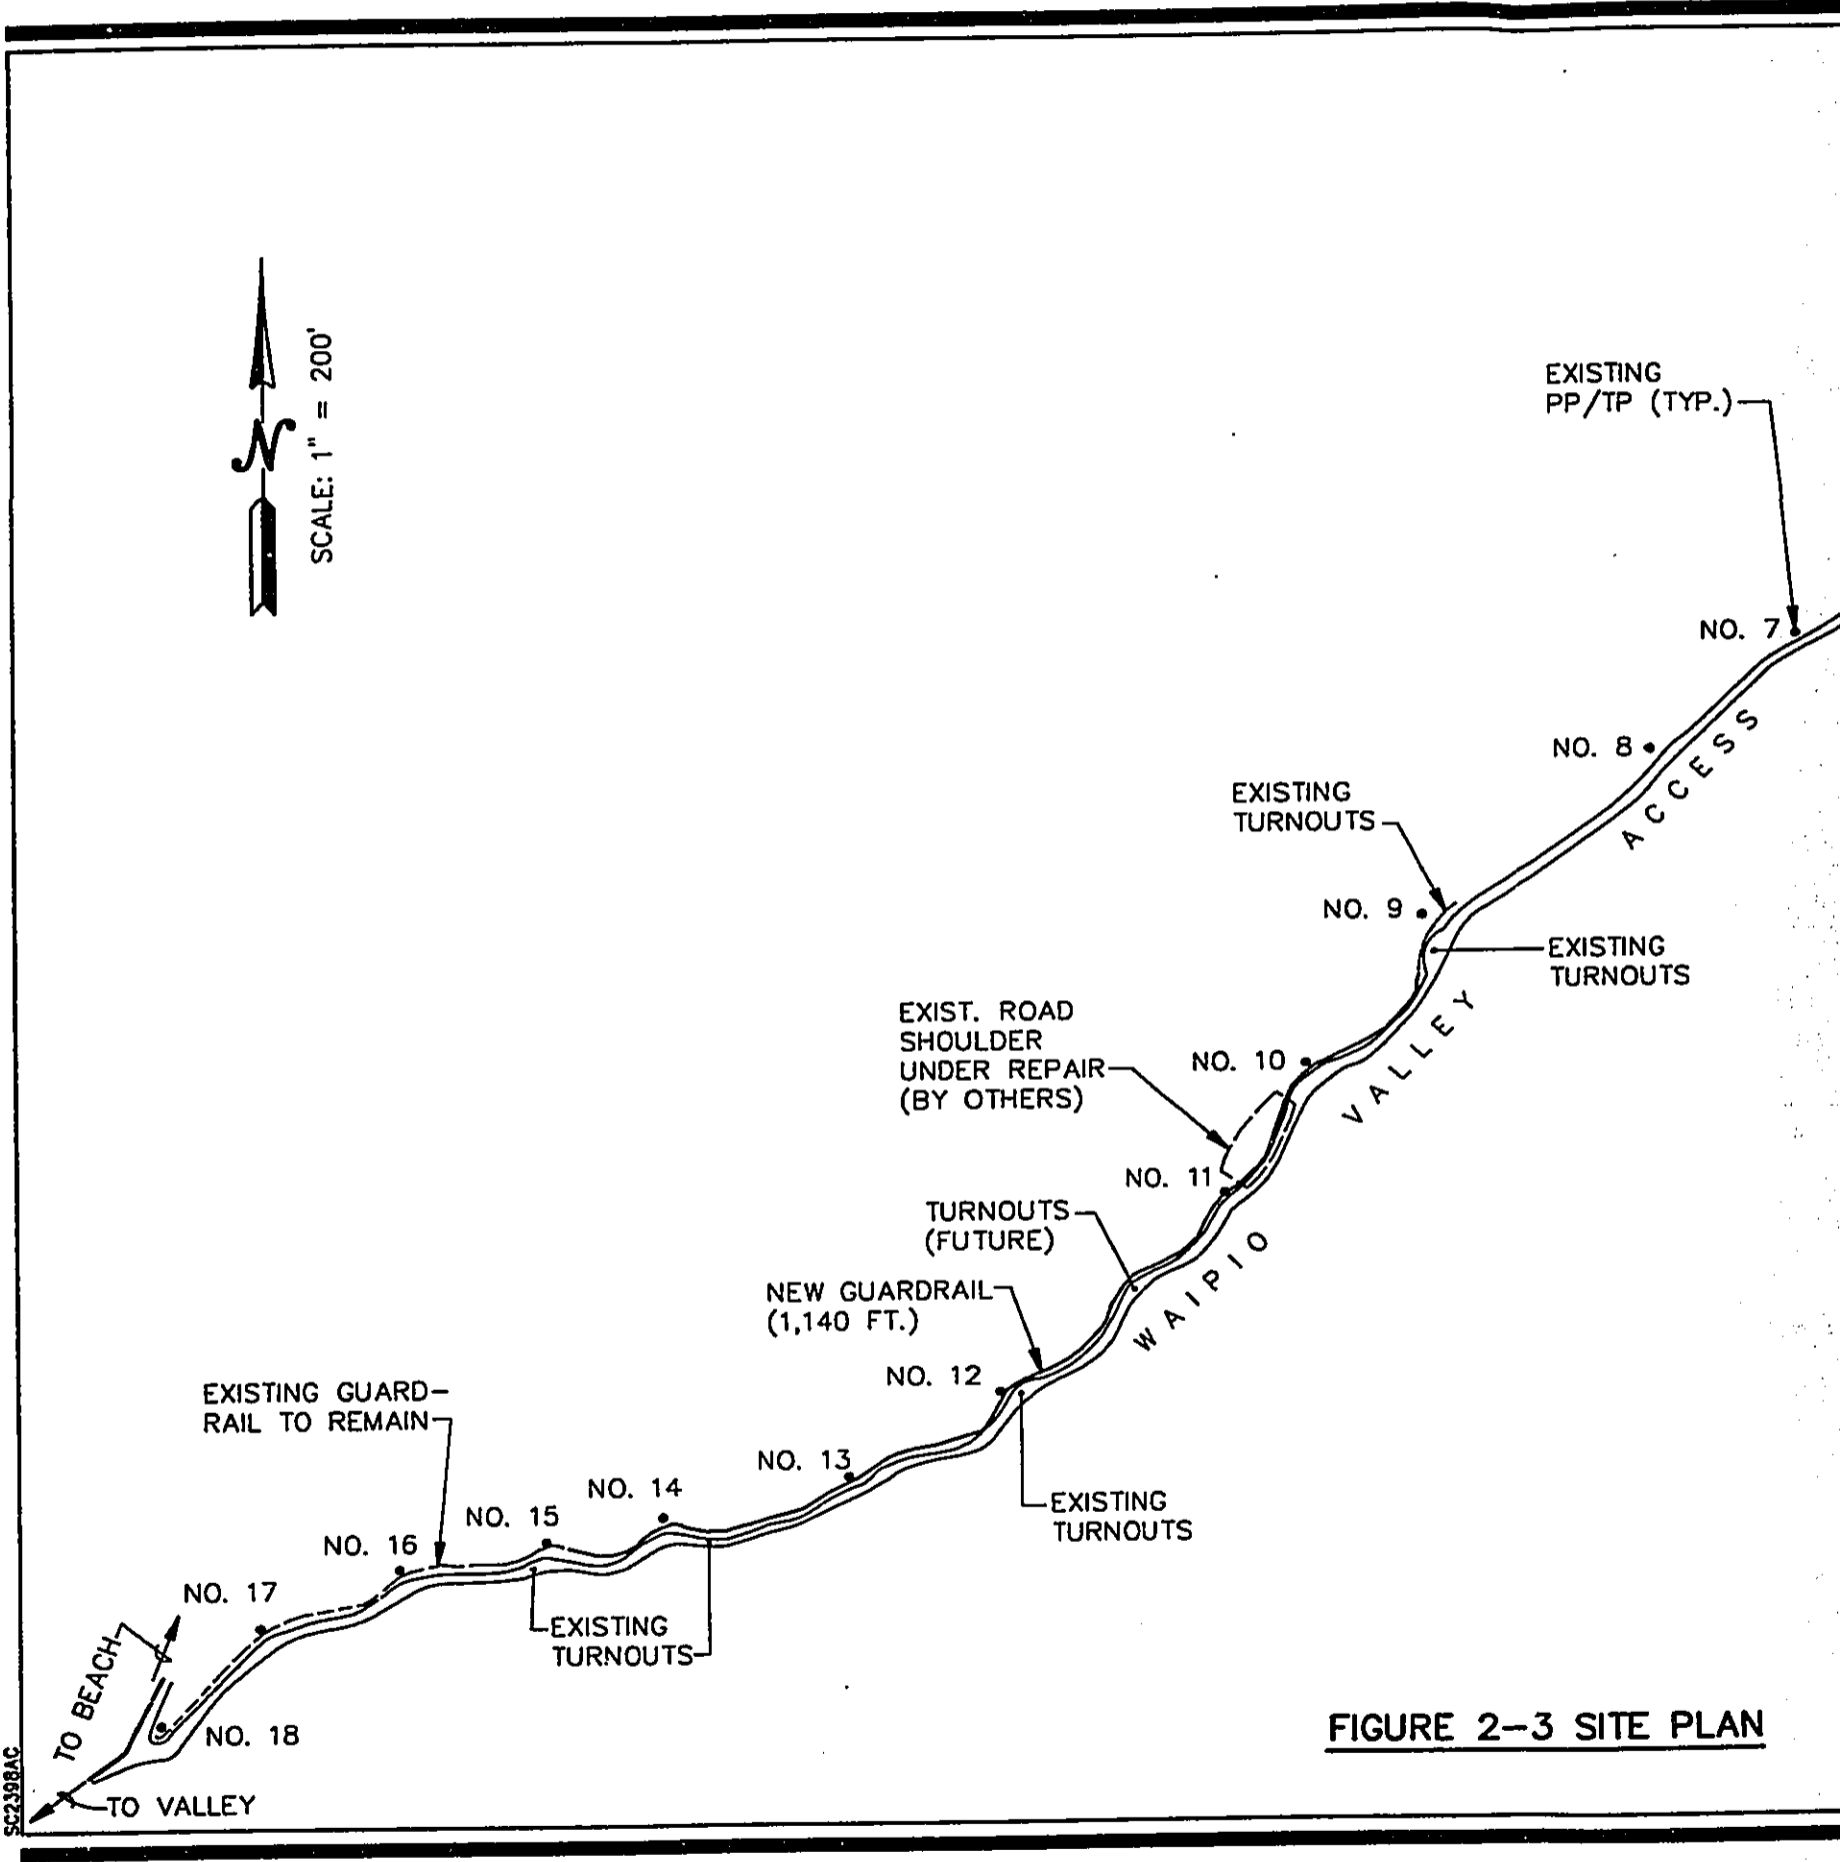 N
SCALE: 1" = 200'
EXISTING
PP/TP (TYP.)
NO. 7
NO. 8
EXISTING
TURNOUTS
NO. 9
EXISTING
TURNOUTS
EXIST. ROAD
SHOULDER
UNDER REPAIR
(BY OTHERS)
NO. 10
NO. 11
WAIPIO VALLEY ACCESS
TURNOUTS
(FUTURE)
NEW GUARDRAIL
(1,140 FT.)
NO. 12
EXISTING
TURNOUTS
EXISTING GUARD-
RAIL TO REMAIN
NO. 13
NO. 14
NO. 15
NO. 16
NO. 17
EXISTING
TURNOUTS
TO BEACH
NO. 18
TO VALLEY
FIGURE 2-3 SITE PLAN
SC2398AC